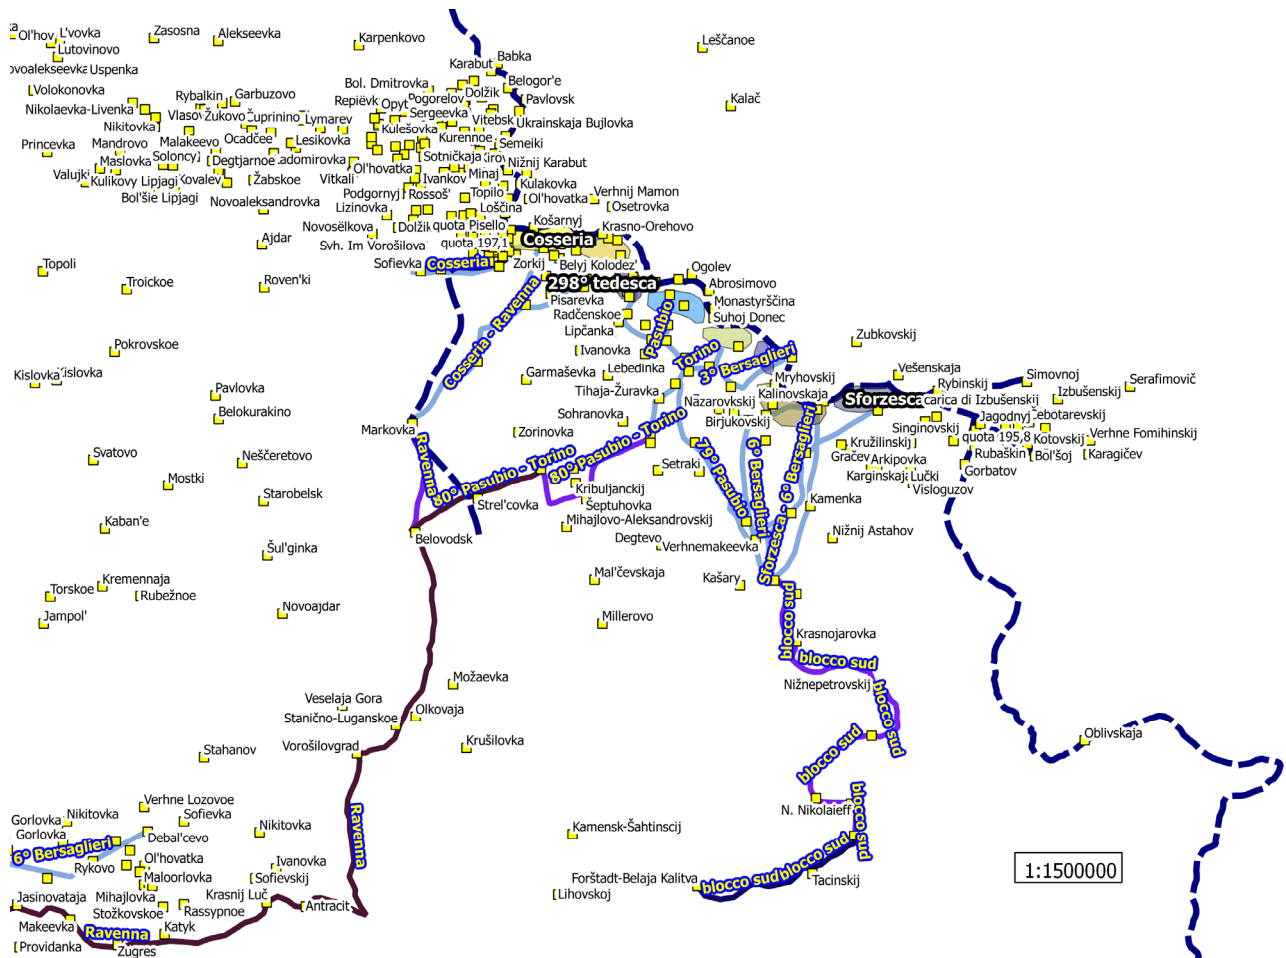 Ol'hov
L'vovka
Zasosna
Alekseevka
Karpenkovo
Leščanoe
Lutovinovo
ovoalekseevka
Uspenka
Karabut
Babka
Volokonovka
Bol. Dmitrovka
Belogor'e
Kalač
Rybalkin
Garbuzovo
Repiëvk
Opyt
Pogorelov
Dolžik
Pavlovsk
Nikolaevka-Livenka
Vlasov
Žukovo
Lymarev
Sergeevka
Vitebsk
Ukrainskaja Bujlovka
Nikitovka
Kulešovka
Princevka
Mandrovo
Malakeevo
Ocadčee
Lesikovka
Kurennoe
Semeiki
Maslovka
Soloncy
Degtjarnoe
adomirovka
Ol'hovatka
Sotničkaja
Nižnij Karabut
Valujki
Kulikovy Lipjagi
Kovalev
Žabskoe
Vitkali
Ivankov
Minaj
Kulakovka
Bol'šie Lipjagi
Novoaleksandrovka
Podgornyj
Rossoš'
Topilo
Ol'hovatka
Verhnij Mamon
Lizinovka
Loščina
Osetrovka
Novosëlkova
Dolžik
quota Pisello
Košarnyj
Krasno-Orehovo
Ajdar
Svh. Im Vorošilova
quota 197,1
Cosseria
Topoli
Sofievka
Cosseria
Zorkij
Belyj Kolodez'
Ogolev
Troickoe
Roven'ki
298° tedesca
Abrosimovo
Pisarevka
Monastyrščina
Radčenskoe
Suhoj Donec
Lipčanka
Pasubio
Zubkovskij
Pokrovskoe
Cosseria - Ravenna
Ivanovka
Torino
3° Bersaglieri
Kislovka
Kislovka
Garmaševka
Lebedinka
Mryhovskij
Vešenskaja
Simovnoj
Serafimovič
Pavlovka
Tihaja-Žuravka
Kalinovskaja
Rybinskij
Izbušenskij
Nazarovkskij
Sforzesca
carica di Izbušenskij
Belokurakino
Sohranovka
Birjukovskij
Jagodnyj
Markovka
Zorinovka
Singinovskij
quota 195,8
Kotovskij
Verhne Fomihinskij
Svatovo
Neščeretovo
Ravenna
80° Pasubio - Torino
80° Pasubio - Torino
Kružilinskij
Rubaškin
Bol'šoj
Karagičev
Mostki
Setraki
79° Pasubio
6° Bersaglieri
Sforzesca - 6° Bersaglieri
Gračev
Arkipovka
Gorbatov
Starobelsk
Kribuljanckij
Karginskaja
Lučki
Strel'covka
Šeptuhovka
Visloguzov
Kaban'e
Mihajlovo-Aleksandrovskij
Kamenka
Belovodsk
Degtevo
Verhnemakeevka
Nižnij Astahov
Šul'ginka
Kremennaja
Mal'čevskaja
Kašary
Torskoe
Rubežnoe
Novoajdar
Jampol'
Millerovo
blocco sud
Krasnojarovka
blocco sud
Možaevka
Nižnepetrovskij
blocco sud
Veselaja Gora
Stanično-Luganskoe
Olkovaja
Stahanov
Vorošilovgrad
Krušilovka
blocco sud
Oblivskaja
Verhne Lozovoe
N. Nikolaieff
blocco sud
Gorlovka
Nikitovka
Sofievka
Gorlovka
Debal'cevo
Nikitovka
Ravenna
Kamensk-Šahtinscij
6° Bersaglieri
Rykovo
Ol'hovatka
Ivanovka
Maloorlovka
Sofievskij
Forštadt-Belaja Kalitva
blocco sud
blocco sud
Tacinskij
1:1500000
Jasinovataja
Mihajlovka
Krasnij Luč
Lihovskoj
Stožkovskoe
Rassypnoe
Antracit
Makeevka
Ravenna
Katyk
Providanka
Zugres